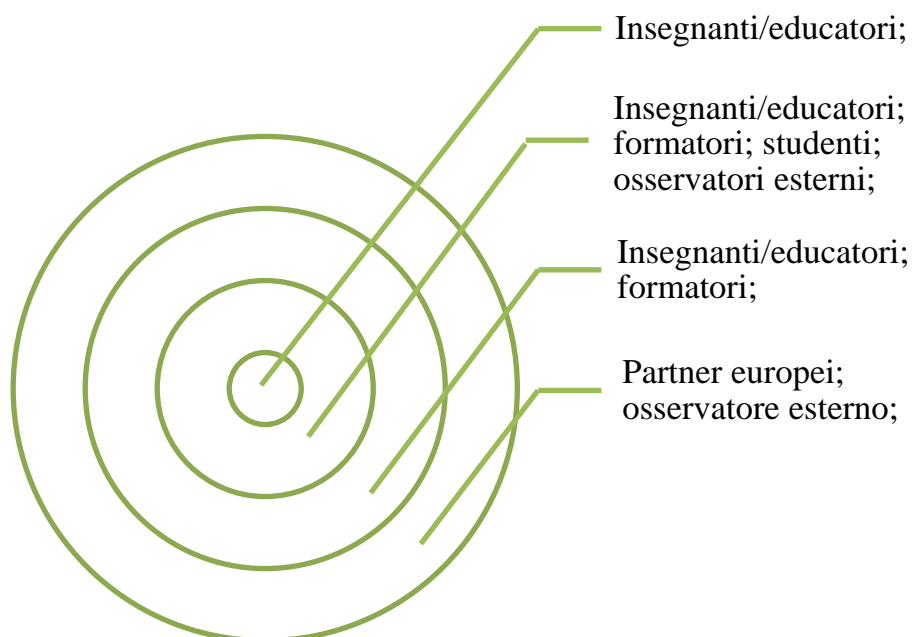 Insegnanti/educatori;
Insegnanti/educatori;
formatori; studenti;
osservatori esterni;
Insegnanti/educatori;
formatori;
Partner europei;
osservatore esterno;